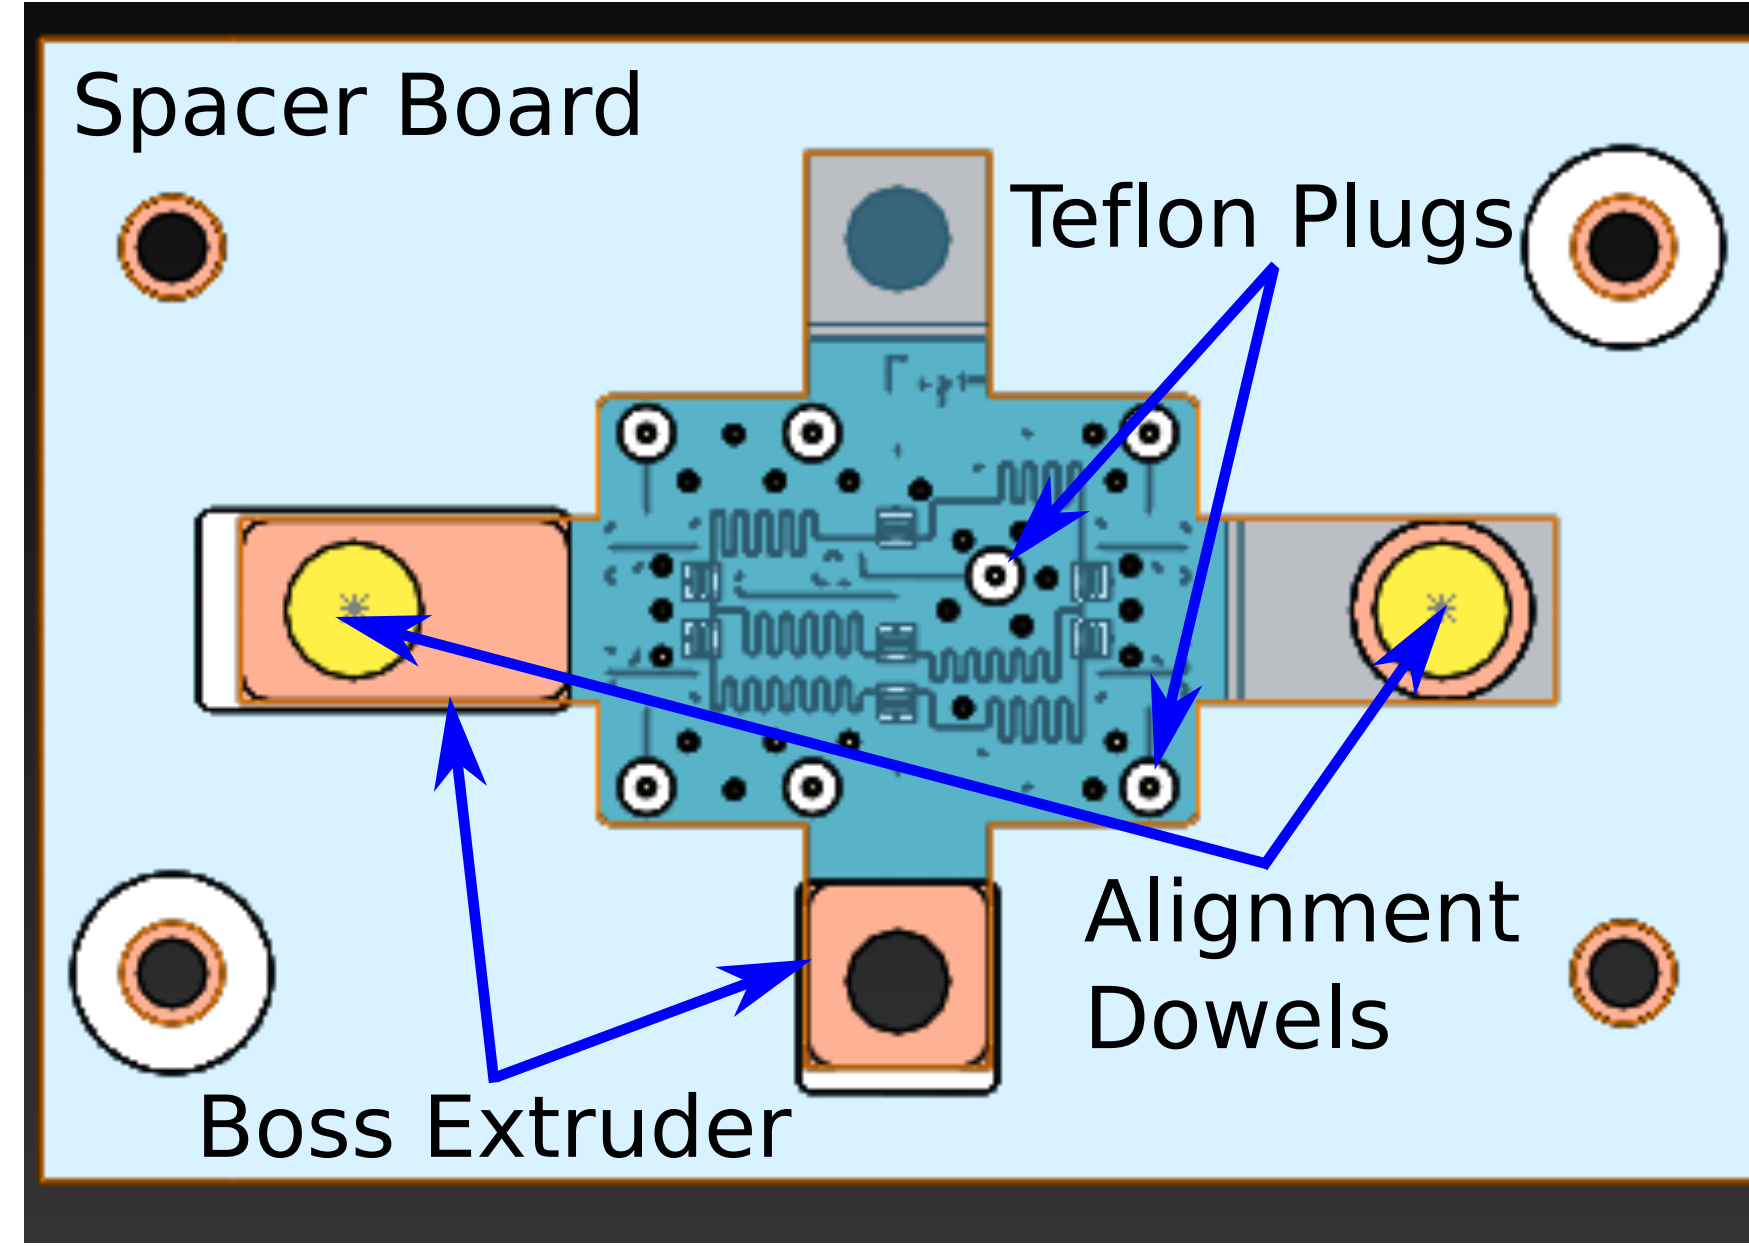 Spacer Board
Teflon Plugs
Alignment
Dowels
Boss Extruder